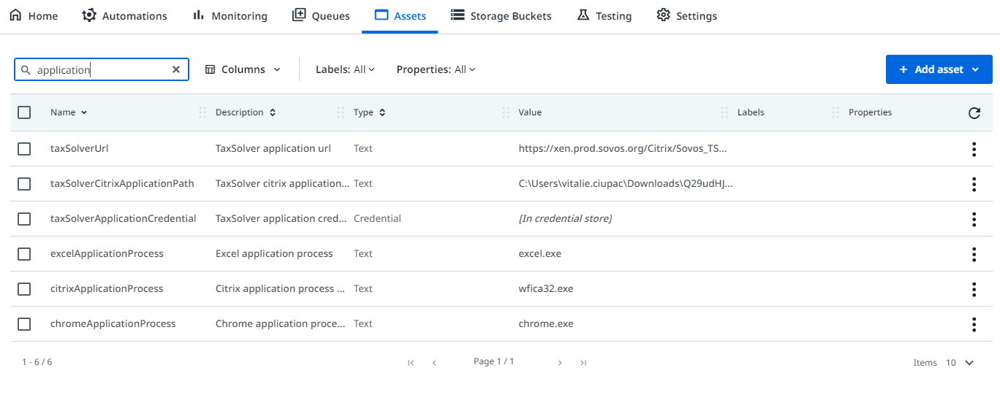 Home Automations Monitoring Queues Assets Storage Buckets Testing Settings
application Columns Labels: All Properties: All + Add asset
Name Description Type Value Labels Properties
taxSolverUrl TaxSolver application url Text https://xen.prod.sovos.org/Citrix/Sovos_TS...
taxSolverCitrixApplicationPath TaxSolver citrix application... Text C:\Users\vitalie.ciupac\Downloads\Q29udHJ...
taxSolverApplicationCredential TaxSolver application cred... Credential [In credential store]
excelApplicationProcess Excel application process Text excel.exe
citrixApplicationProcess Citrix application process ... Text wfica32.exe
chromeApplicationProcess Chrome application proce... Text chrome.exe
1 - 6 / 6 Page 1 / 1 Items 10